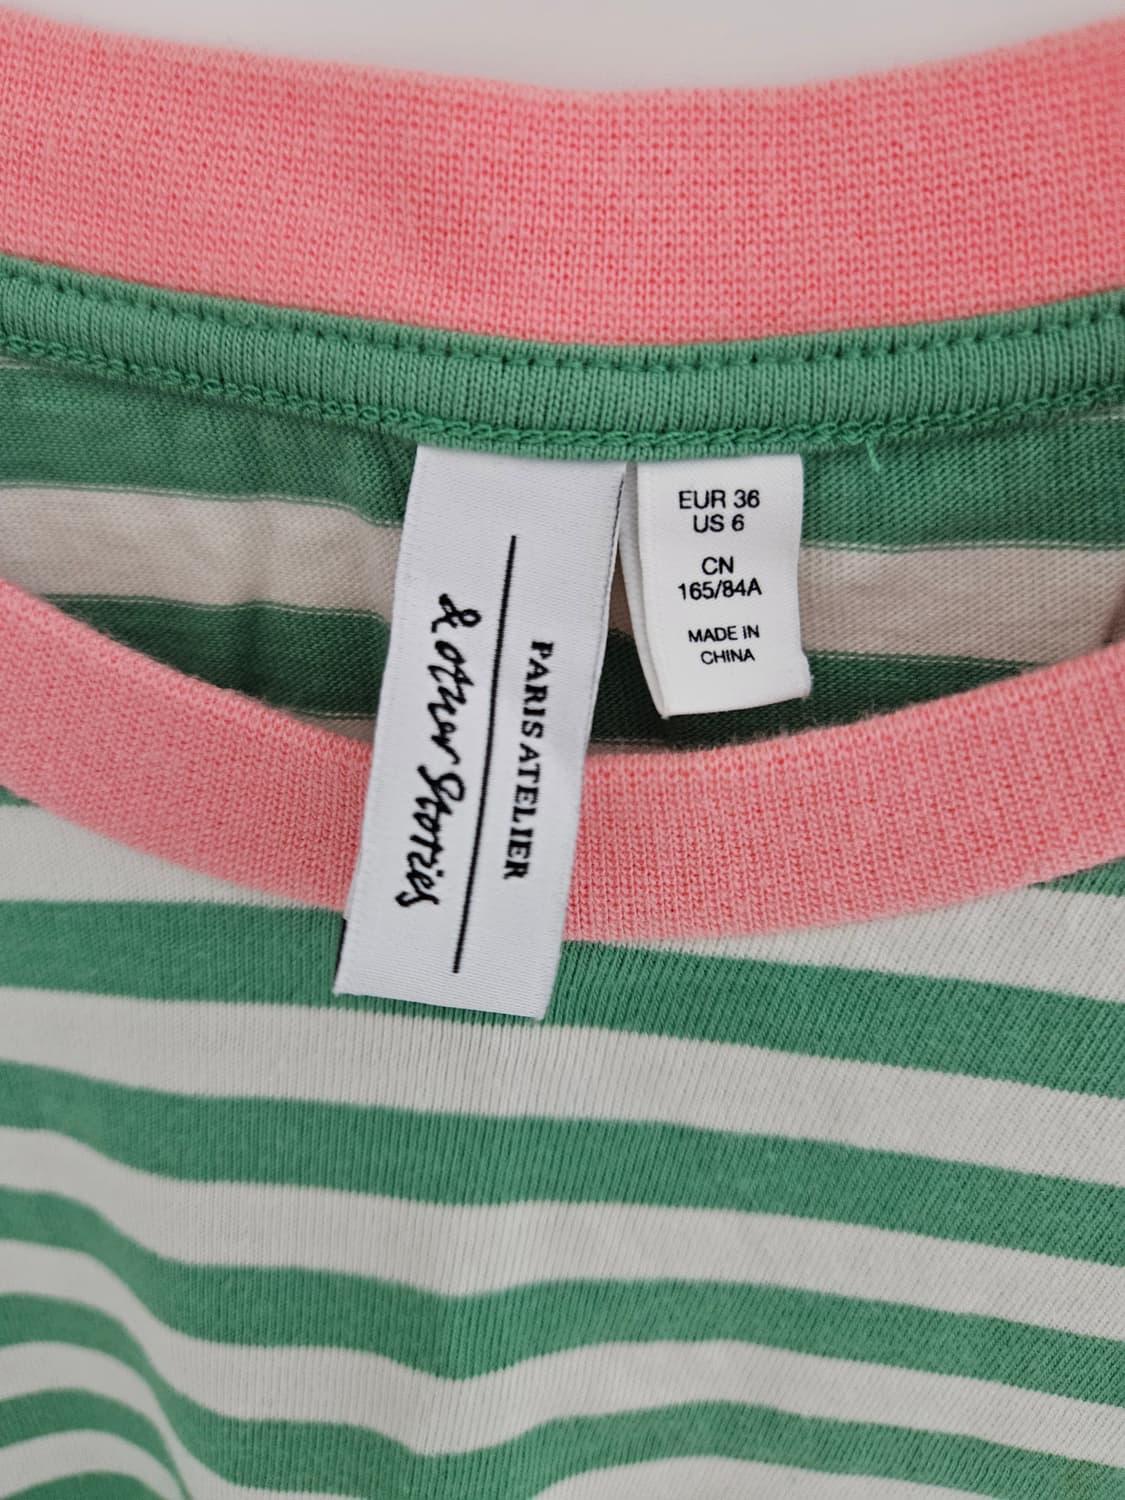 & Other Stories
PARIS ATELIER
EUR 36
US 6
CN
165/84A
MADE IN
CHINA